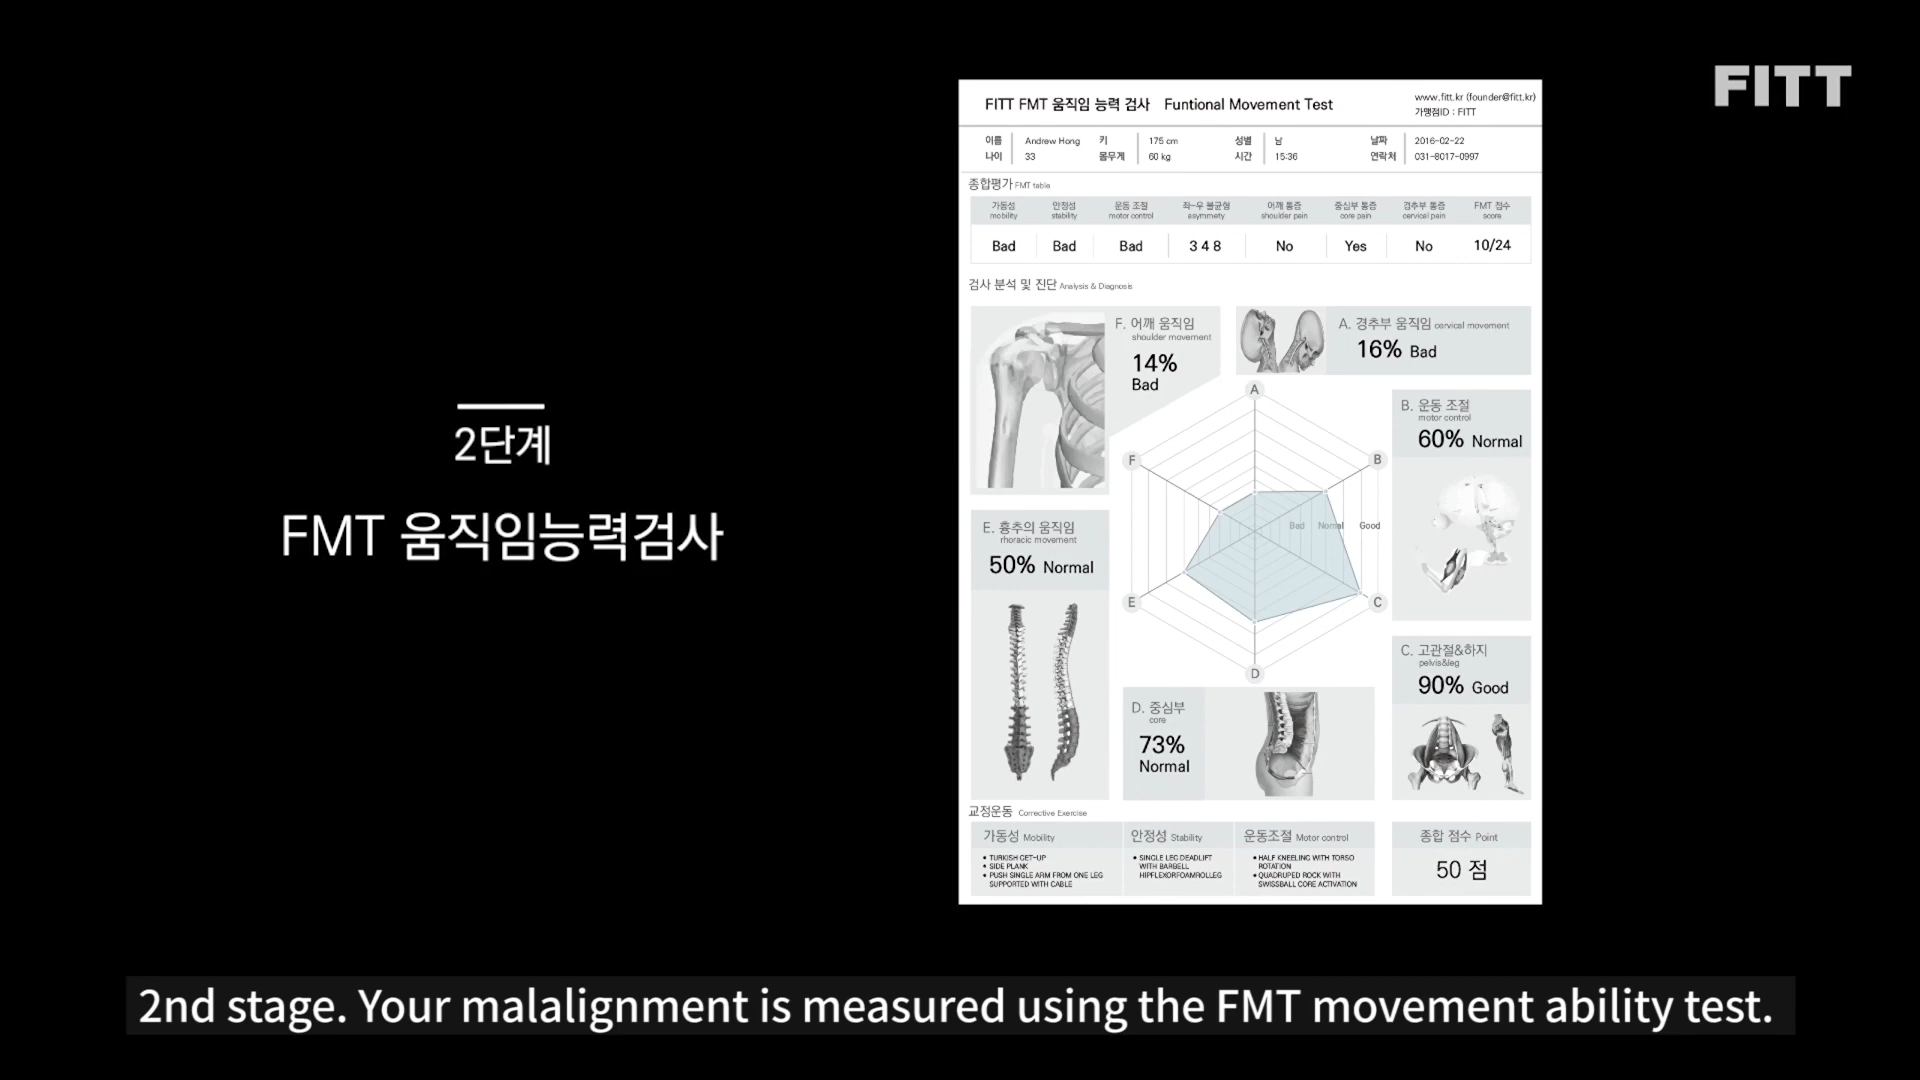 FITT
2단계
FMT 움직임능력검사
FITT FMT 움직임 능력 검사 Funtional Movement Test
www.fitt.kr (founder@fitt.kr)
가맹점ID : FITT
이름 Andrew Hong 키 175 cm 성별 남 날짜 2016-02-22
나이 33 몸무게 60 kg 시간 15:36 연락처 031-8017-0997
종합평가 FMT table
가동성 안정성 운동 조절 좌-우 불균형 어깨 통증 중심부 통증 경추부 통증 FMT 점수
mobility stability motor control asymmety shoulder pain core pain cervical pain score
Bad Bad Bad 3 4 8 No Yes No 10/24
검사 분석 및 진단 Analysis & Diagnosis
F. 어깨 움직임
shoulder movement
14%
Bad
A. 경추부 움직임 cervical movement
16% Bad
B. 운동 조절
motor control
60% Normal
E. 흉추의 움직임
rhoracic movement
50% Normal
A
B
C
D
E
F
Bad Normal Good
C. 고관절&하지
pelvis&leg
90% Good
D. 중심부
core
73%
Normal
교정운동 Corrective Exercise
가동성 Mobility
• TURKISH GET-UP
• SIDE PLANK
• PUSH SINGLE ARM FROM ONE LEG
SUPPORTED WITH CABLE
안정성 Stability
• SINGLE LEG DEADLIFT
WITH BARBELL
HIPFLEXORFOAMROLLEG
운동조절 Motor control
• HALF KNEELING WITH TORSO
ROTATION
• QUADRUPED ROCK WITH
SWISSBALL CORE ACTIVATION
종합 점수 Point
50 점
2nd stage. Your malalignment is measured using the FMT movement ability test.